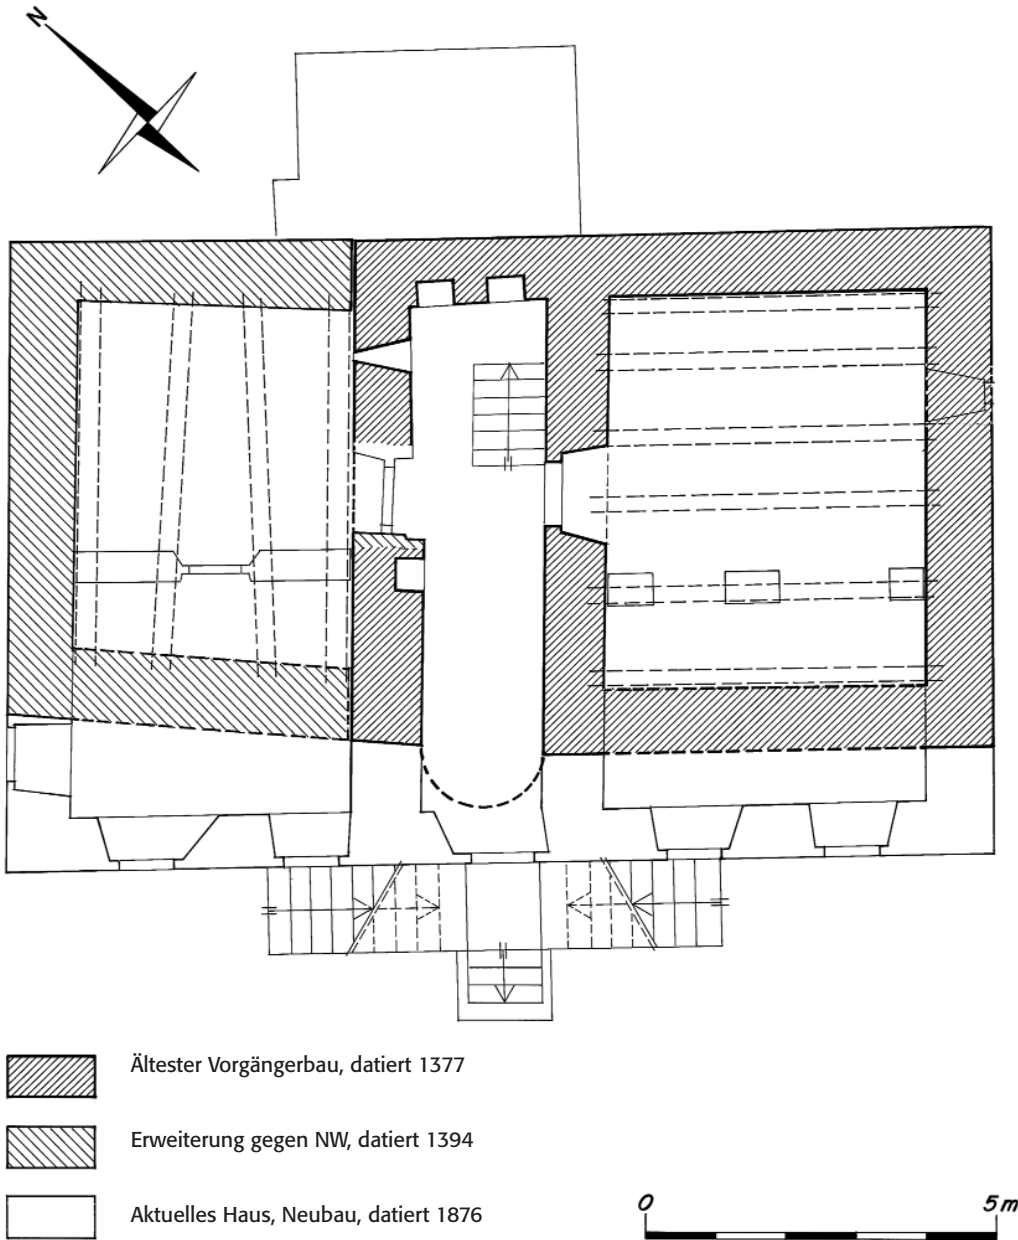 N
Ältester Vorgängerbau, datiert 1377
Erweiterung gegen NW, datiert 1394
Aktuelles Haus, Neubau, datiert 1876
0 5 m